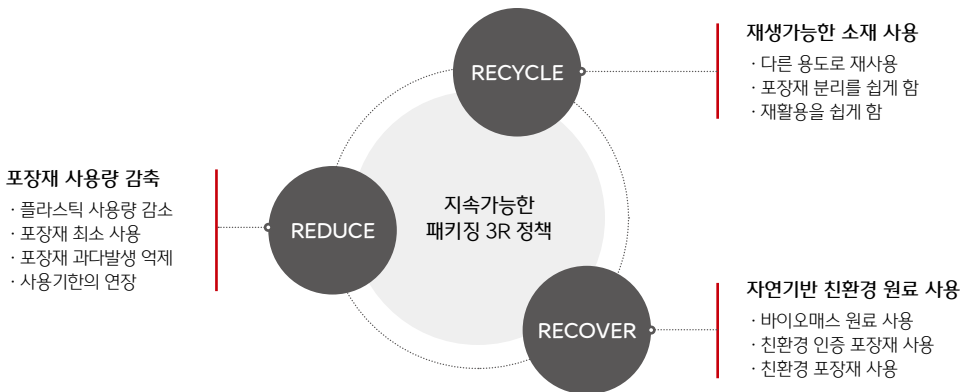 RECYCLE
재생가능한 소재 사용
· 다른 용도로 재사용
· 포장재 분리를 쉽게 함
· 재활용을 쉽게 함
포장재 사용량 감축
· 플라스틱 사용량 감소
· 포장재 최소 사용
· 포장재 과다발생 억제
· 사용기한의 연장
REDUCE
지속가능한
패키징 3R 정책
RECOVER
자연기반 친환경 원료 사용
· 바이오매스 원료 사용
· 친환경 인증 포장재 사용
· 친환경 포장재 사용